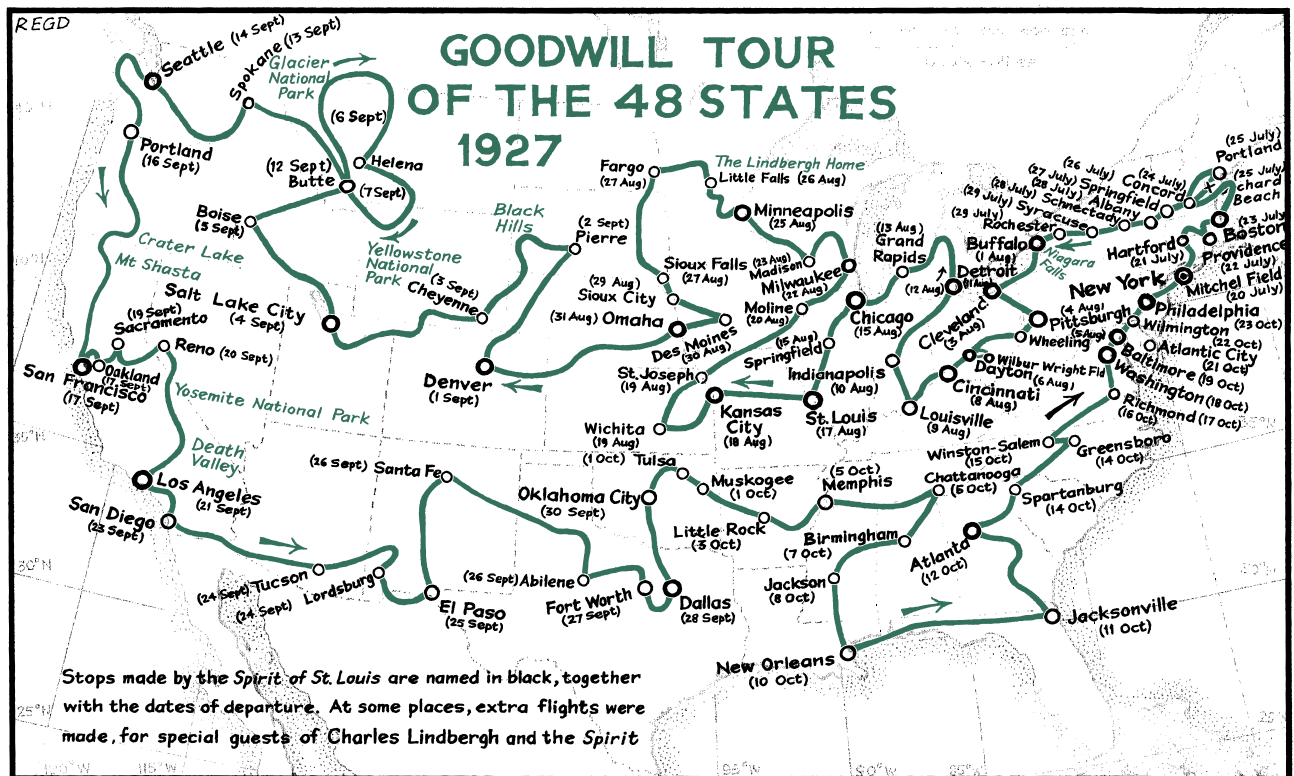 REGD
GOODWILL TOUR
OF THE 48 STATES
1927
Seattle (14 Sept)
Spokane (13 Sept)
Glacier
National
Park
(6 Sept)
Portland
(16 Sept)
(12 Sept)
Butte
Helena
(7 Sept)
Boise
Crater Lake
Mt Shasta
Yellowstone
National
Park
Black
Hills
(2 Sept)
Pierre
Cheyenne
Salt Lake City
(4 Sept)
(19 Sept)
Sacramento
Reno (20 Sept)
Oakland
(17 Sept)
San Francisco
(17 Sept)
Yosemite National Park
Death
Valley
Los Angeles
(21 Sept)
San Diego
(23 Sept)
(24 Sept) Tucson
(24 Sept) Lordsburg
El Paso
(25 Sept)
(26 Sept) Santa Fe
Denver
(1 Sept)
Fargo
(27 Aug)
The Lindbergh Home
Little Falls (26 Aug)
Minneapolis
(25 Aug)
Sioux Falls
(27 Aug)
(29 Aug)
Sioux City
(31 Aug) Omaha
Des Moines
(30 Aug)
(23 Aug)
Madison
Milwaukee
(22 Aug)
Moline
(20 Aug)
Chicago
(15 Aug)
(13 Aug)
Grand
Rapids
(12 Aug)
Detroit
(15 Aug)
Springfield
St. Joseph
(19 Aug)
Kansas
City
(18 Aug)
St. Louis
(17 Aug)
Wichita
(19 Aug)
Indianapolis
(10 Aug)
Louisville
(9 Aug)
Cincinnati
(8 Aug)
Dayton (6 Aug)
Wilbur Wright Fld
Cleveland
(3 Aug)
Wheeling
(5 Aug)
(4 Aug)
Pittsburgh
Buffalo
(1 Aug)
Niagara
Falls
(29 July)
Rochester
(29 July) Syracuse
(28 July) Schnectady
(28 July) Albany
(27 July) Springfield
(26 July) Concord
(24 July)
(25 July)
Portland
(25 July)
chard
Beach
(23 July
Boston
Providence
(22 July)
Hartford
(21 July)
New York
Mitchel Field
(20 July)
Philadelphia
(23 Oct)
Wilmington
(22 Oct)
Atlantic City
(21 Oct)
Baltimore (19 Oct)
Washington (18 Oct)
Richmond (17 Oct)
(16 Oct)
Winston-Salem
(15 Oct)
Greensboro
(14 Oct)
Spartanburg
(14 Oct)
Atlanta
(12 Oct)
Jacksonville
(11 Oct)
New Orleans
(10 Oct)
Jackson
(8 Oct)
Birmingham
(7 Oct)
Chattanooga
(5 Oct)
(5 Oct)
Memphis
Little Rock
(3 Oct)
Muskogee
(1 Oct)
(1 Oct) Tulsa
Oklahoma City
(30 Sept)
(26 Sept) Abilene
Fort Worth
(27 Sept)
Dallas
(28 Sept)
Stops made by the Spirit of St. Louis are named in black, together
with the dates of departure. At some places, extra flights were
made, for special guests of Charles Lindbergh and the Spirit
30°N
25°N
115°W
95°W
90°W